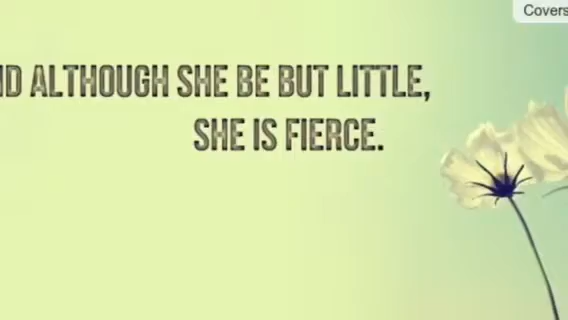 Covers
ND ALTHOUGH SHE BE BUT LITTLE,
SHE IS FIERCE.